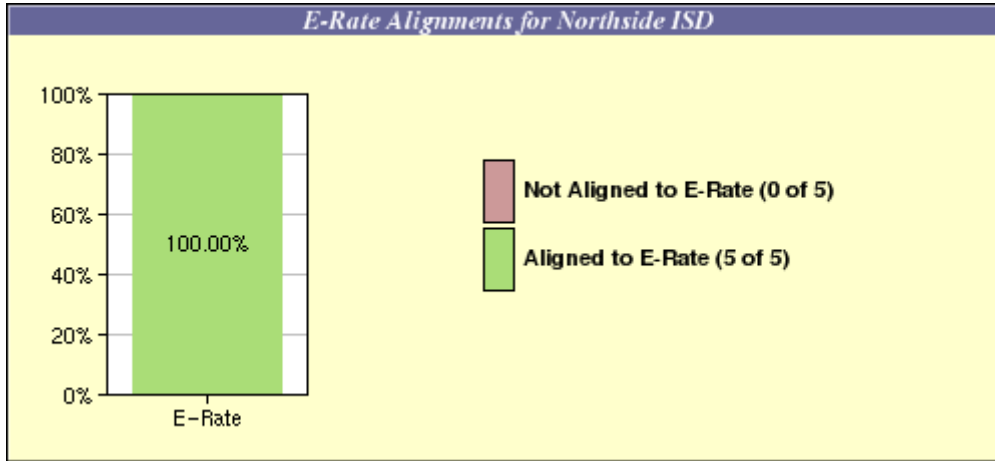 E-Rate Alignments for Northside ISD
100%
80%
60%
40%
20%
0%
100.00%
E-Rate
Not Aligned to E-Rate (0 of 5)
Aligned to E-Rate (5 of 5)